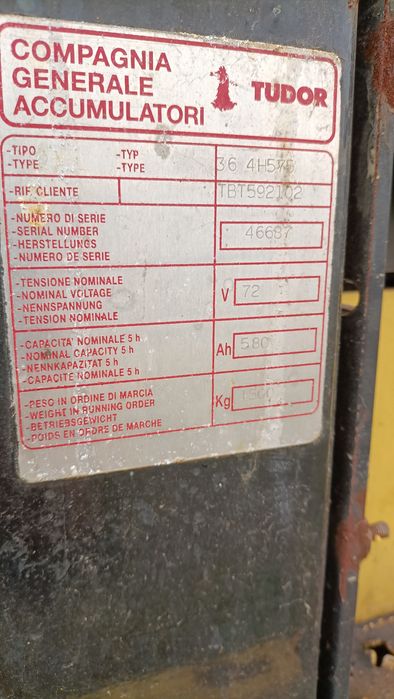 COMPAGNIA
GENERALE
ACCUMULATORI
TUDOR
-TIPO -TYP
-TYPE -TYPE
36 4H575
-RIF. CLIENTE TBT592102
-NUMERO DI SERIE
-SERIAL NUMBER
-HERSTELLUNGS
-NUMERO DE SERIE
46687
-TENSIONE NOMINALE
-NOMINAL VOLTAGE
-NENNSPANNUNG
-TENSION NOMINALE
V 72
-CAPACITA' NOMINALE 5 h
-NOMINAL CAPACITY 5 h
-NENNKAPAZITAT 5 h
-CAPACITE NOMINALE 5 h
Ah 580
-PESO IN ORDINE DI MARCIA
-WEIGHT IN RUNNING ORDER
-BETRIEBSGEWICHT
-POIDS EN ORDRE DE MARCHE
Kg